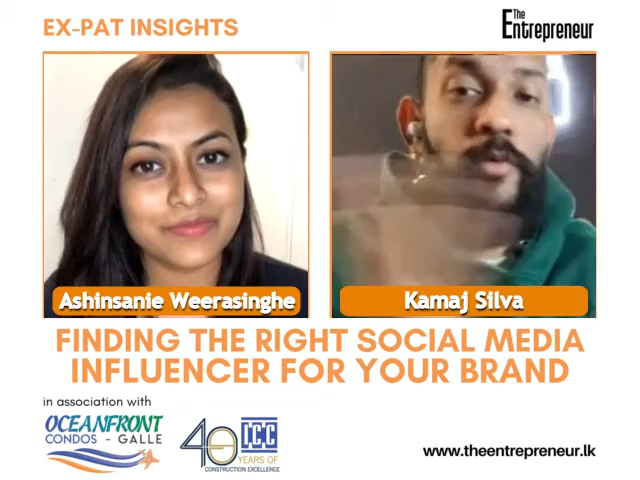 EX-PAT INSIGHTS
The
Entrepreneur
Ashinsanie Weerasinghe
Kamaj Silva
FINDING THE RIGHT SOCIAL MEDIA
INFLUENCER FOR YOUR BRAND
in association with
OCEANFRONT
CONDOS - GALLE
40 ICC
YEARS OF
CONSTRUCTION EXCELLENCE
www.theentrepreneur.lk